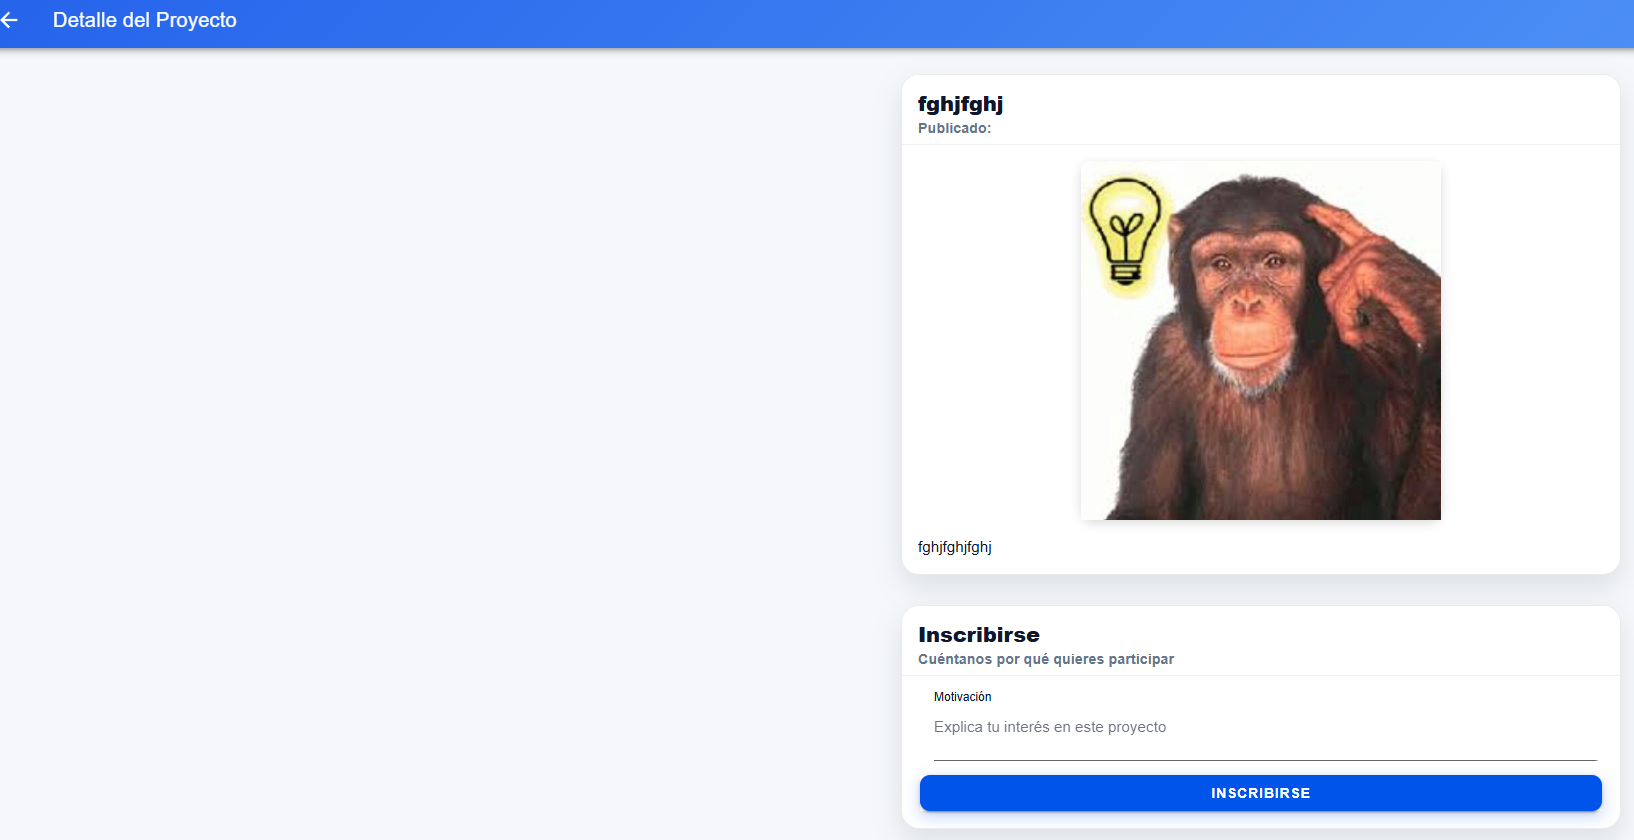 Detalle del Proyecto
fghjfghj
Publicado:
fghjfghjfghj
Inscribirse
Cuéntanos por qué quieres participar
Motivación
Explica tu interés en este proyecto
INSCRIBIRSE